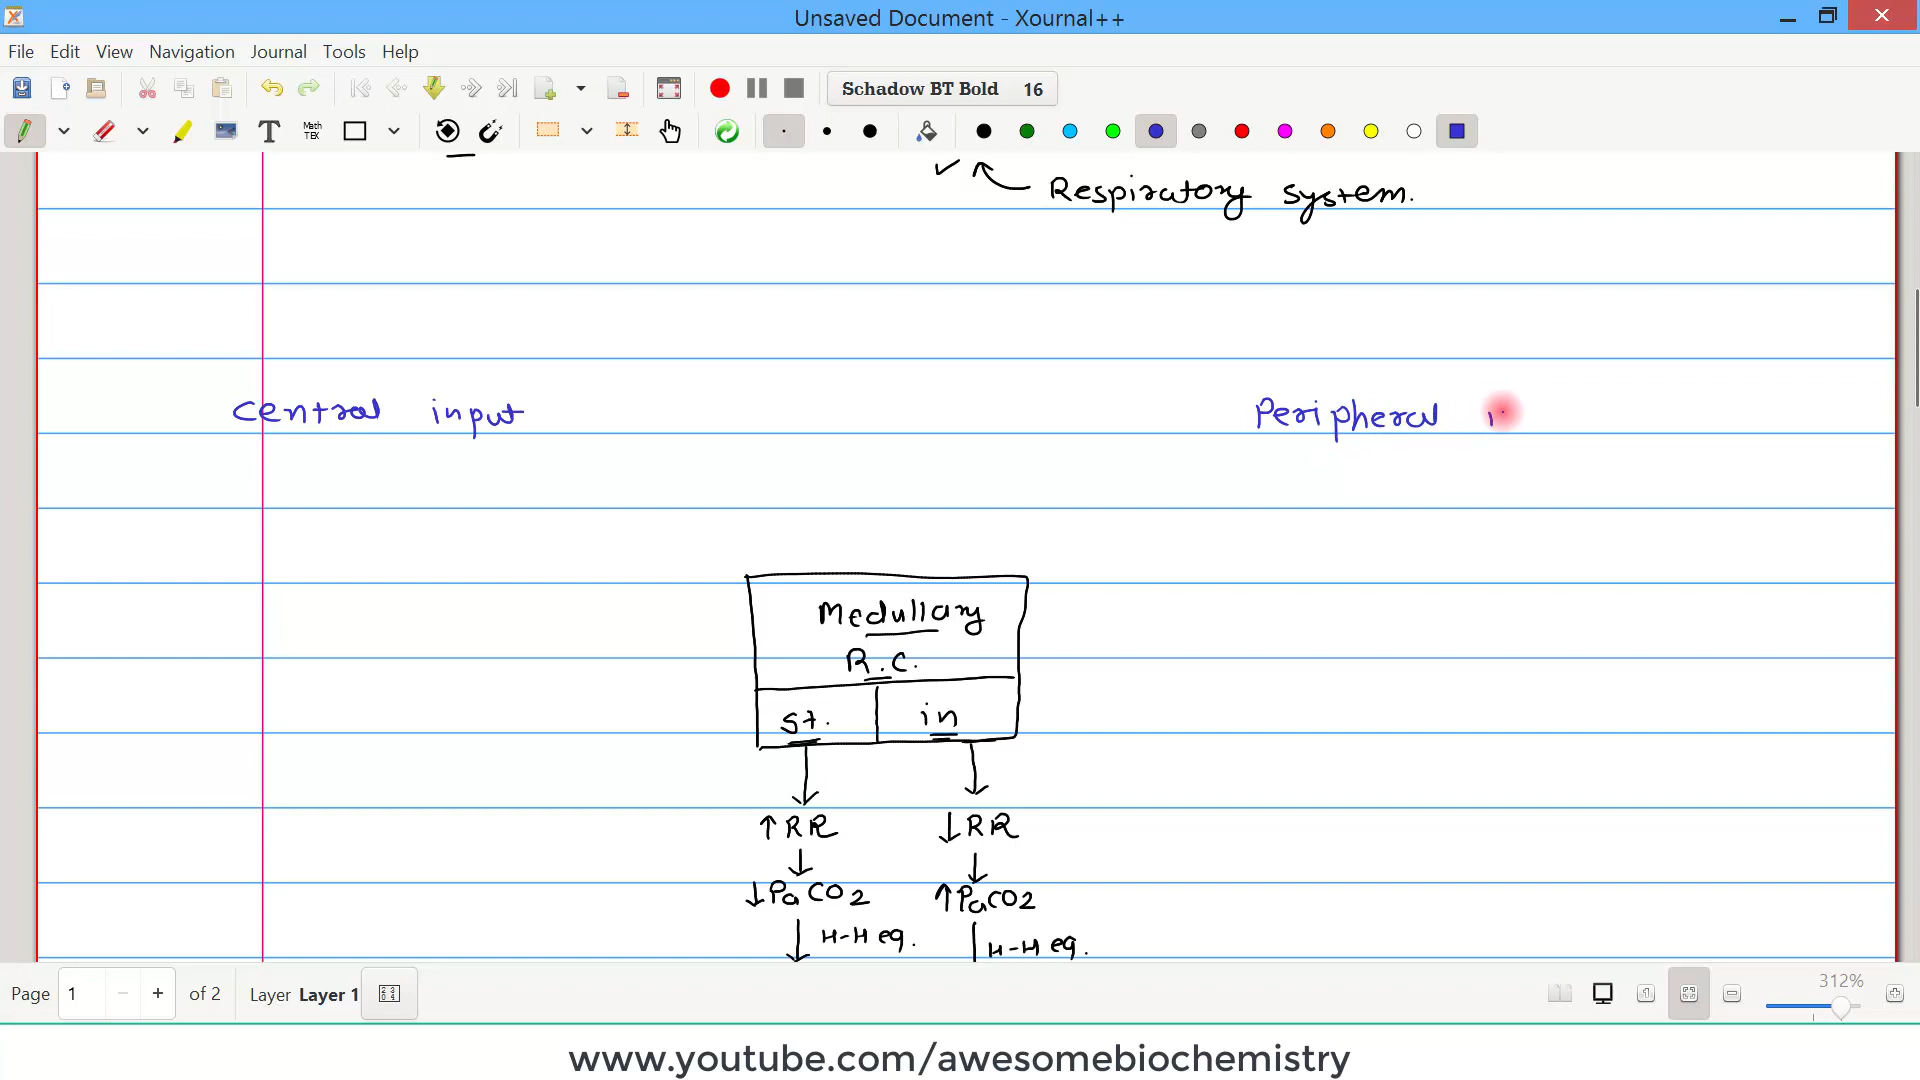 Unsaved Document - Xournal++
File Edit View Navigation Journal Tools Help
Schadow BT Bold 16
T Math TEX
Respiratory system.
Central input Peripheral i
Medullary
R.C.
st. in
↑ RR ↓ RR
↓ PaCO2 ↑ PaCO2
H-H eq. H-H eq.
Page 1 − + of 2 Layer Layer 1 312%
www.youtube.com/awesomebiochemistry